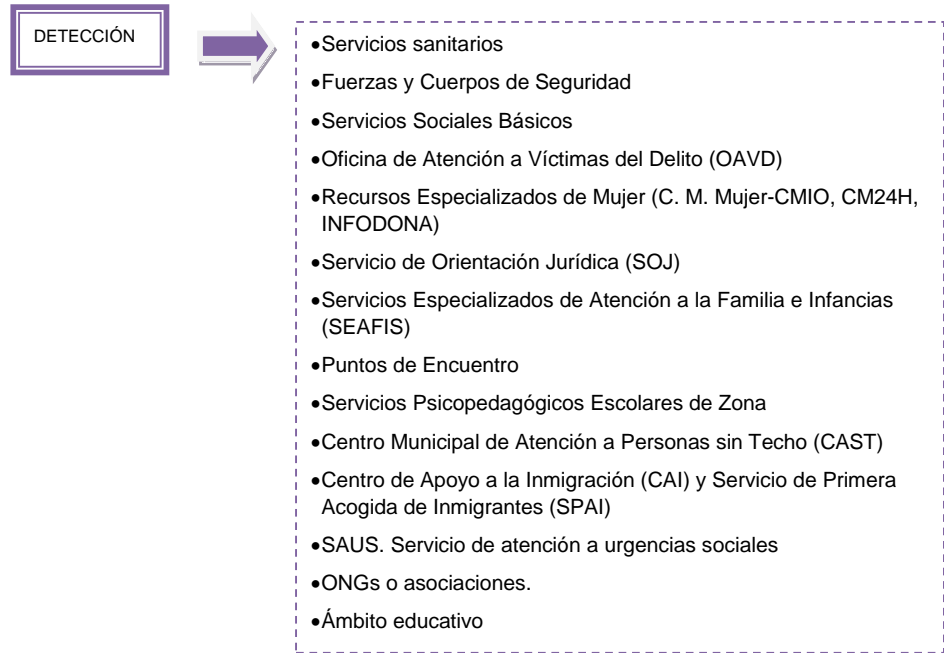 DETECCIÓN
•Servicios sanitarios
•Fuerzas y Cuerpos de Seguridad
•Servicios Sociales Básicos
•Oficina de Atención a Víctimas del Delito (OAVD)
•Recursos Especializados de Mujer (C. M. Mujer-CMIO, CM24H,
INFODONA)
•Servicio de Orientación Jurídica (SOJ)
•Servicios Especializados de Atención a la Familia e Infancias
(SEAFIS)
•Puntos de Encuentro
•Servicios Psicopedagógicos Escolares de Zona
•Centro Municipal de Atención a Personas sin Techo (CAST)
•Centro de Apoyo a la Inmigración (CAI) y Servicio de Primera
Acogida de Inmigrantes (SPAI)
•SAUS. Servicio de atención a urgencias sociales
•ONGs o asociaciones.
•Ámbito educativo